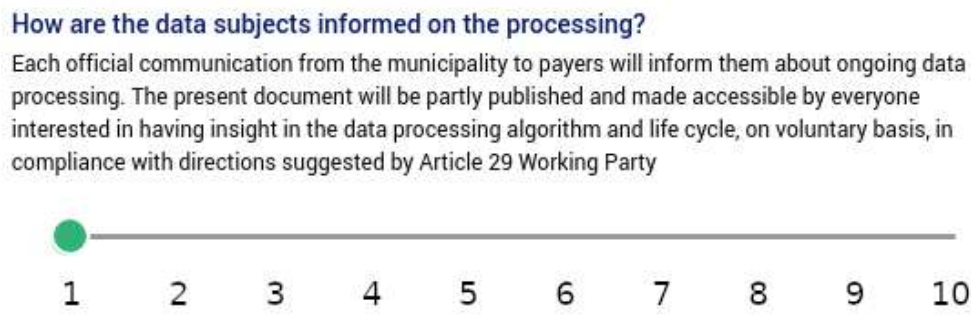 How are the data subjects informed on the processing?
Each official communication from the municipality to payers will inform them about ongoing data
processing. The present document will be partly published and made accessible by everyone
interested in having insight in the data processing algorithm and life cycle, on voluntary basis, in
compliance with directions suggested by Article 29 Working Party
1 2 3 4 5 6 7 8 9 10